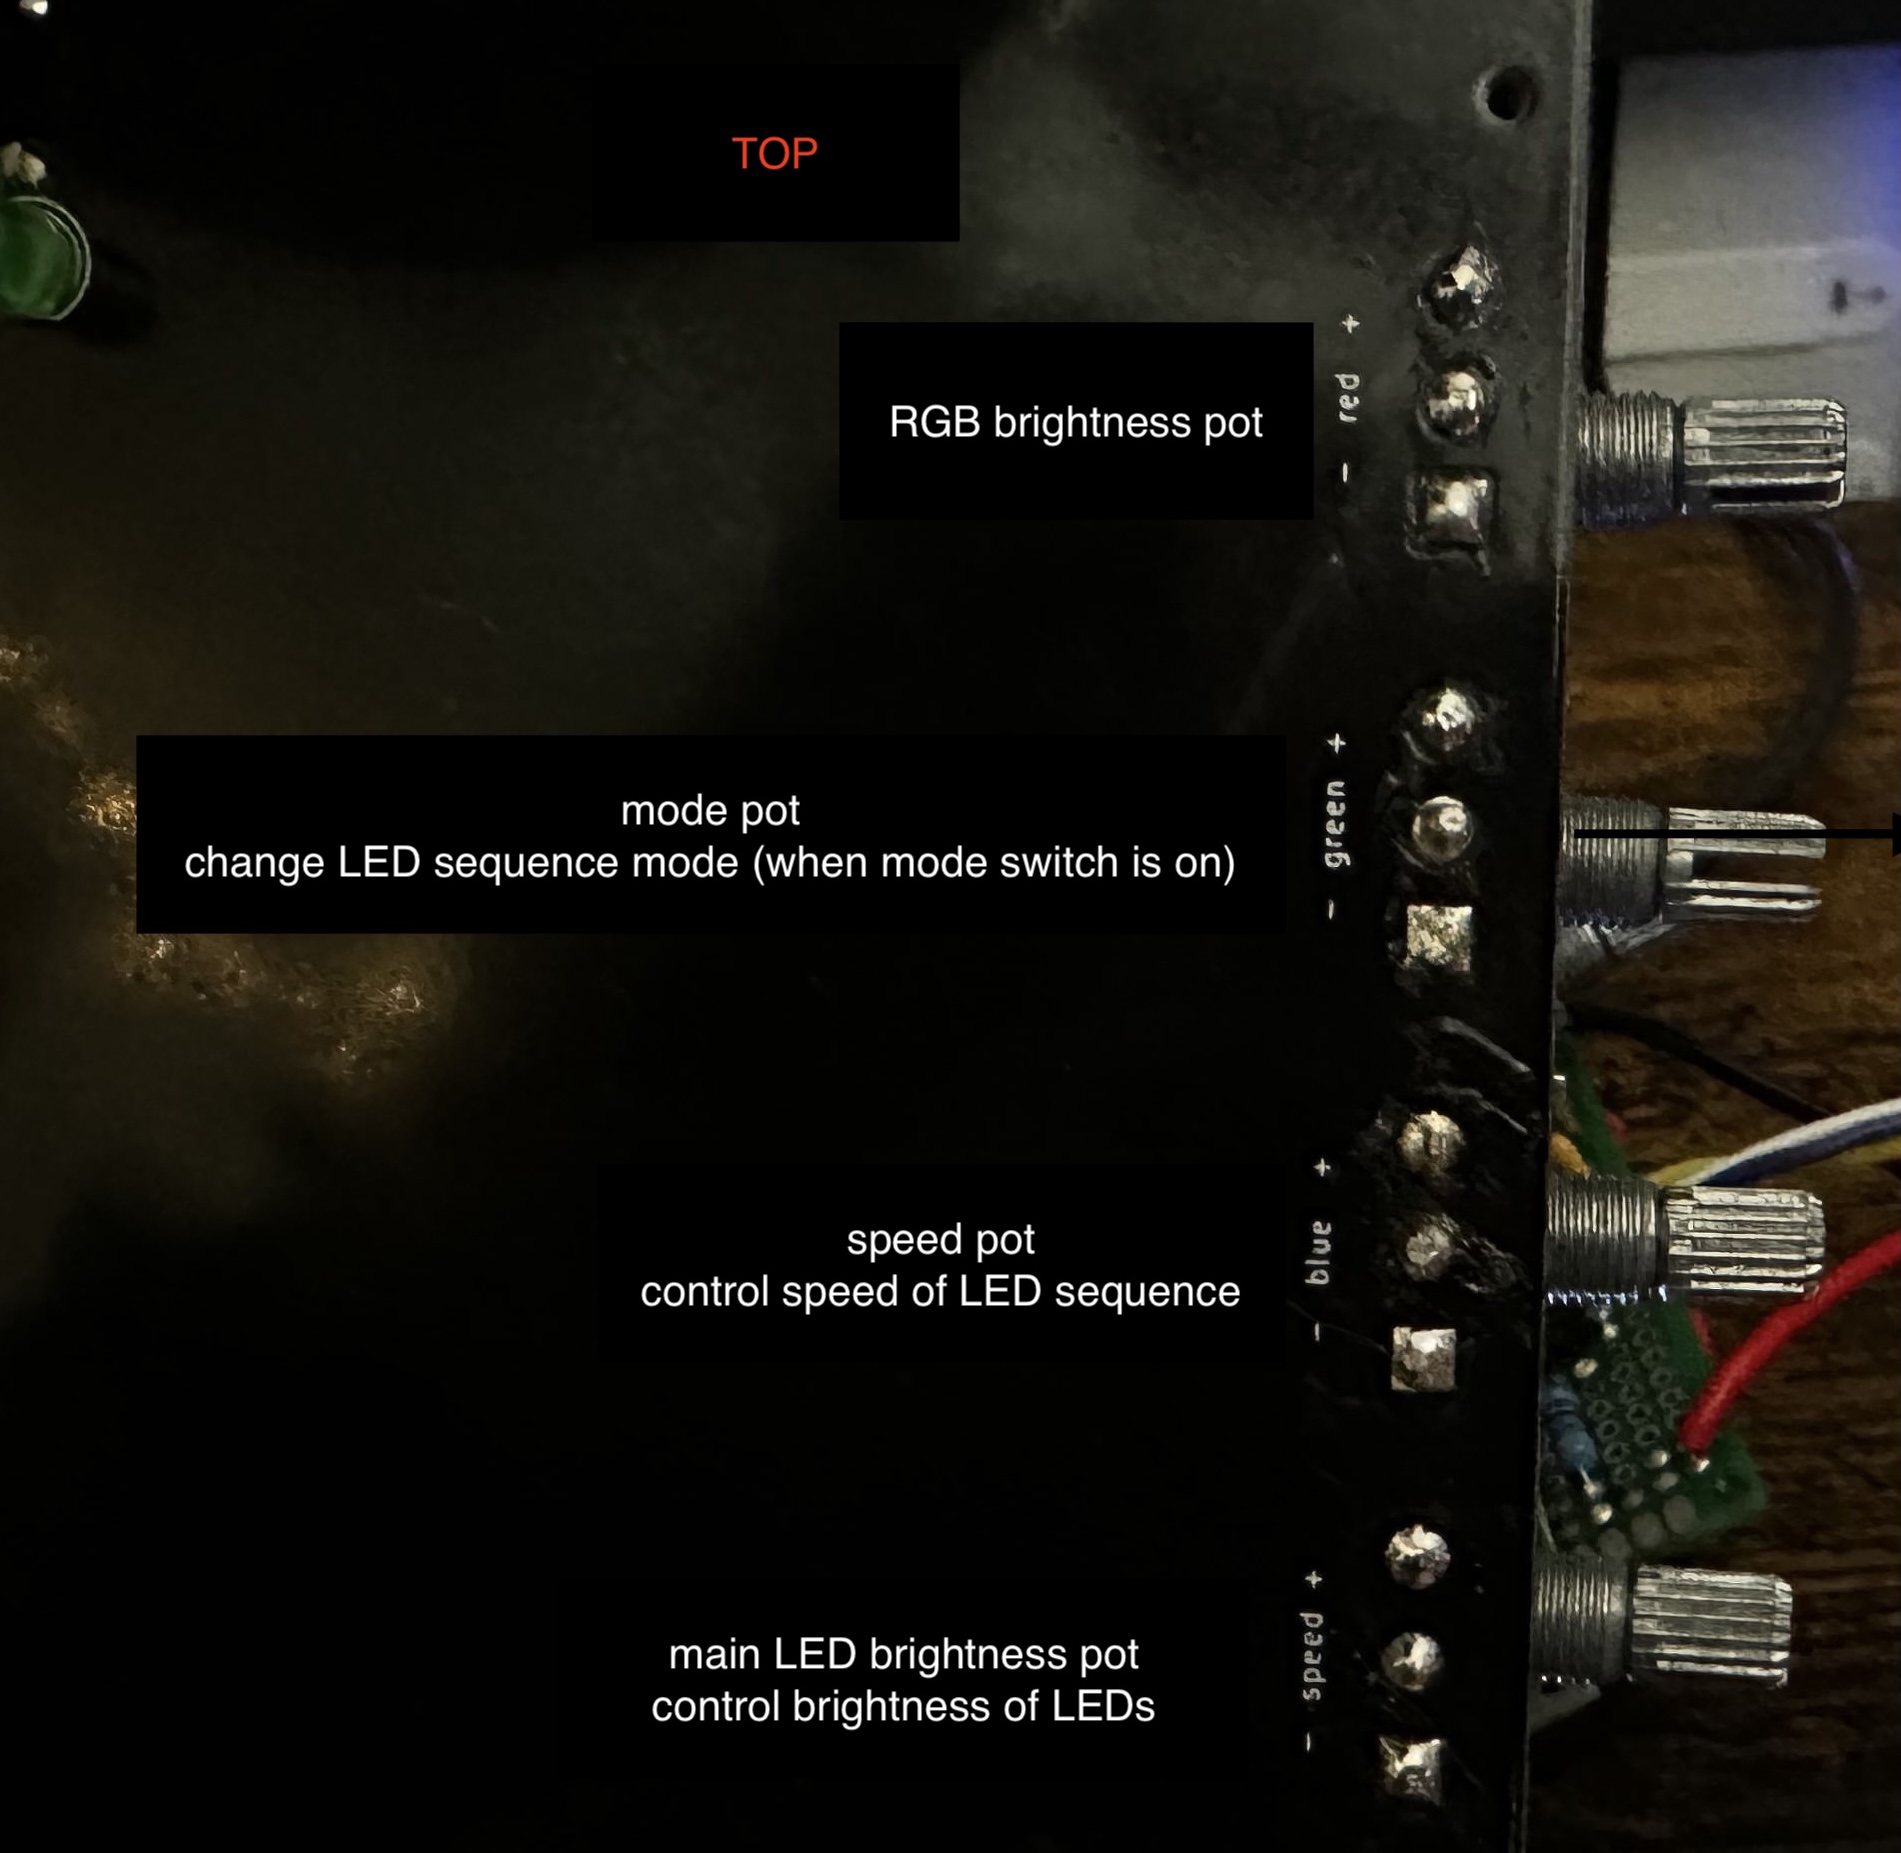 TOP
+
red
-
RGB brightness pot
+
green
-
mode pot
change LED sequence mode (when mode switch is on)
+
blue
-
speed pot
control speed of LED sequence
+
speed
-
main LED brightness pot
control brightness of LEDs